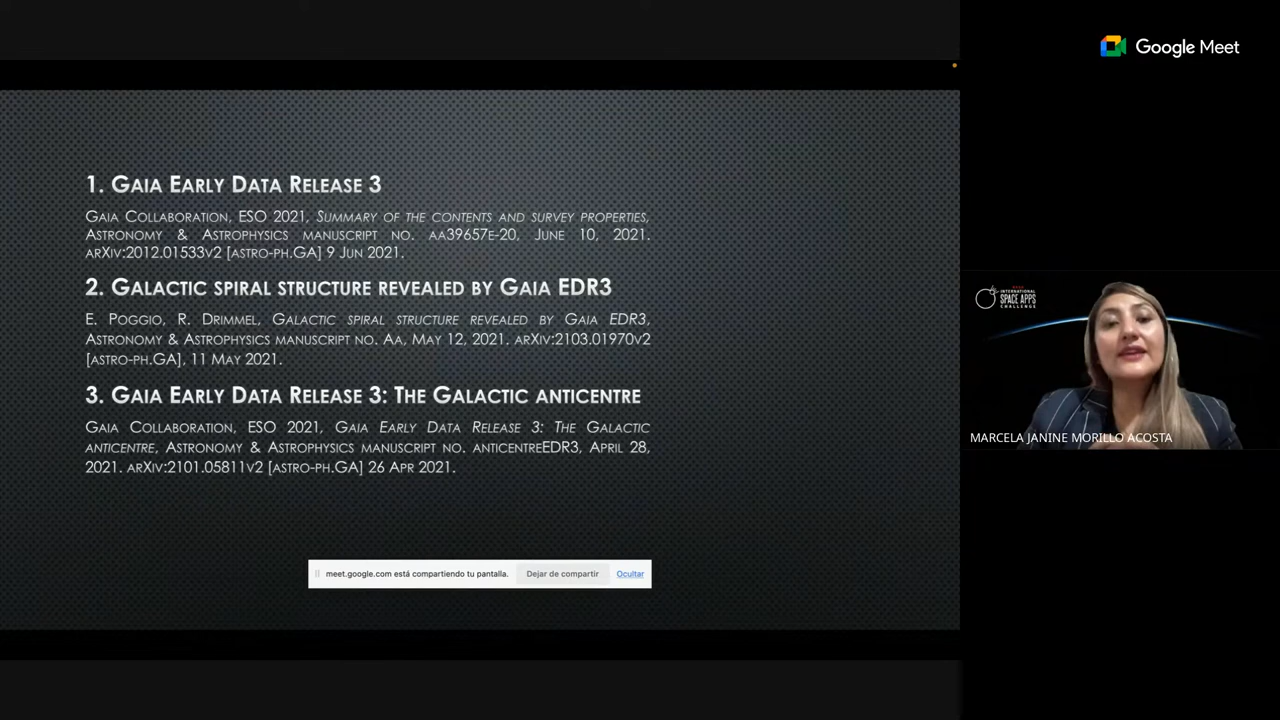 Google Meet
1. Gaia Early Data Release 3
Gaia Collaboration, ESO 2021, Summary of the contents and survey properties,
Astronomy & Astrophysics manuscript no. aa39657e-20, June 10, 2021.
arXiv:2012.01533v2 [astro-ph.GA] 9 Jun 2021.
2. Galactic spiral structure revealed by Gaia EDR3
E. Poggio, R. Drimmel, Galactic spiral structure revealed by Gaia EDR3,
Astronomy & Astrophysics manuscript no. Aa, May 12, 2021. arXiv:2103.01970v2
[astro-ph.GA], 11 May 2021.
3. Gaia Early Data Release 3: The Galactic anticentre
Gaia Collaboration, ESO 2021, Gaia Early Data Release 3: The Galactic
anticentre, Astronomy & Astrophysics manuscript no. anticentreEDR3, April 28,
2021. arXiv:2101.05811v2 [astro-ph.GA] 26 Apr 2021.
meet.google.com está compartiendo tu pantalla. Dejar de compartir Ocultar
INTERNATIONAL
SPACE APPS
CHALLENGE
MARCELA JANINE MORILLO ACOSTA